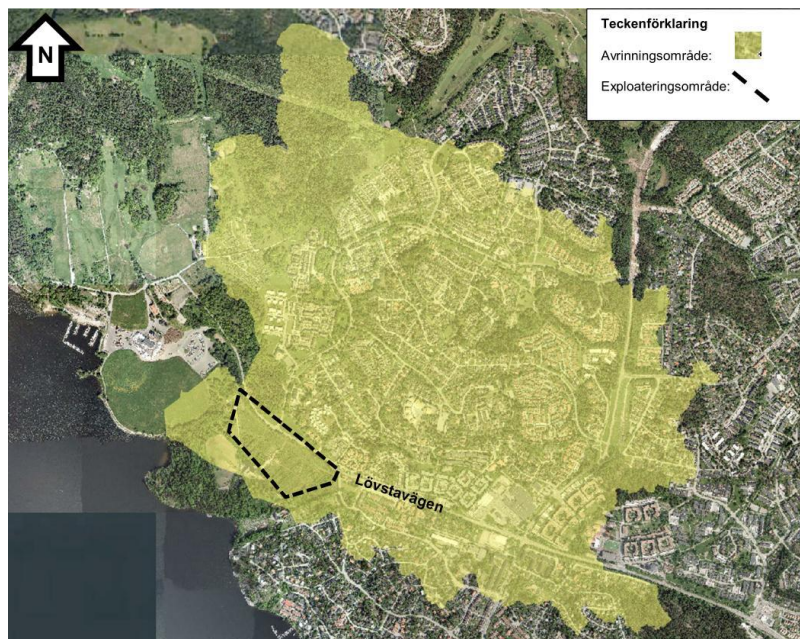 N
Teckenförklaring
Avrinningsområde:
Exploateringsområde:
Lövstavägen